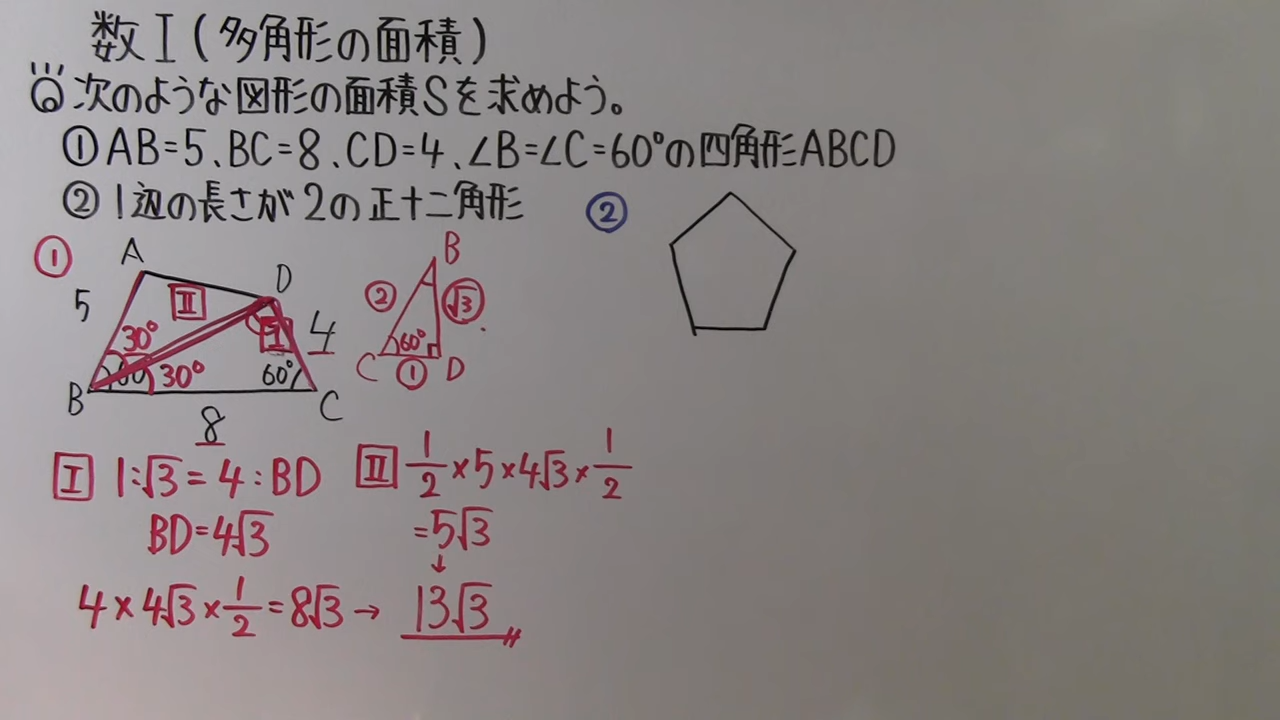 数Ⅰ(多角形の面積)
Q 次のような図形の面積Sを求めよう。
①AB=5、BC=8、CD=4、∠B=∠C=60°の四角形ABCD
②1辺の長さが2の正十二角形
②
①
A
D
5
Ⅱ
30°
Ⅰ
4
60
30°
60°
B
C
8
B
②
√3
60°
C
①
D
Ⅰ 1:√3=4:BD
BD=4√3
4×4√3×1/2=8√3→
Ⅱ 1/2×5×4√3×1/2
=5√3
↓
13√3